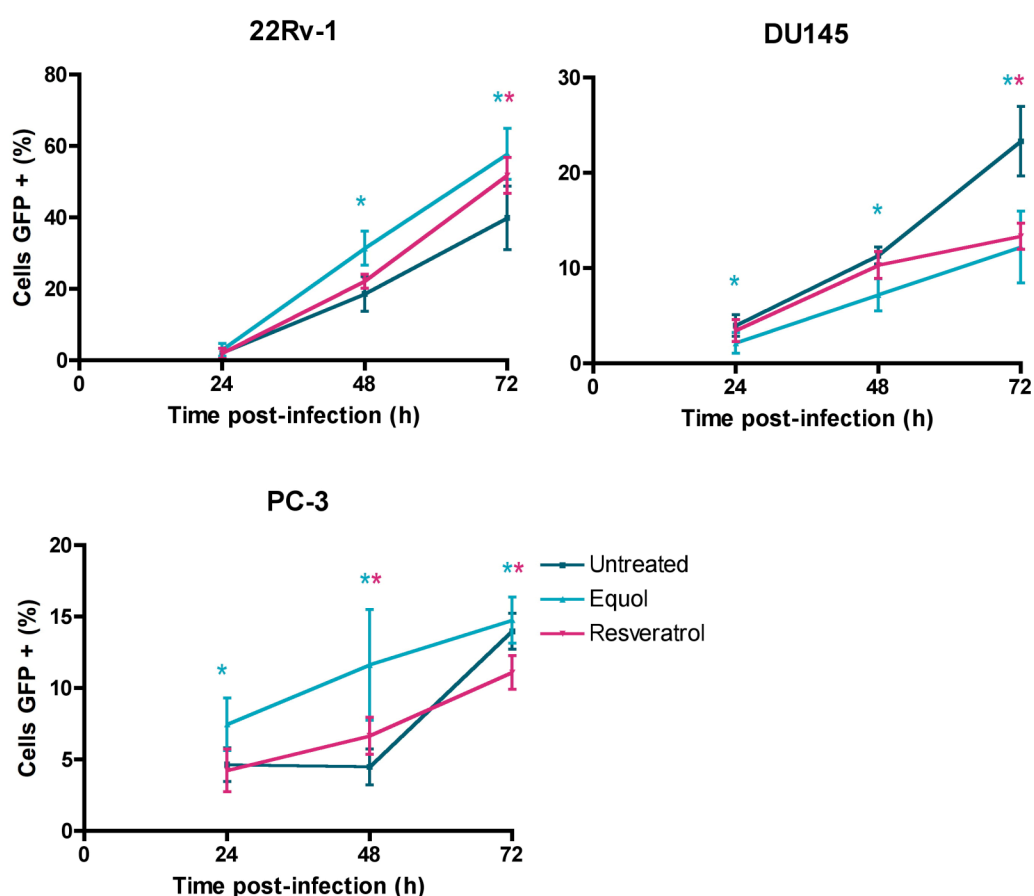 22Rv-1
Cells GFP + (%)
80
60
40
20
0
0 24 48 72
Time post-infection (h)
* **
DU145
30
20
10
0
0 24 48 72
Time post-infection (h)
* * **
PC-3
Cells GFP + (%)
20
15
10
5
0
0 24 48 72
Time post-infection (h)
* ** **
Untreated
Equol
Resveratrol